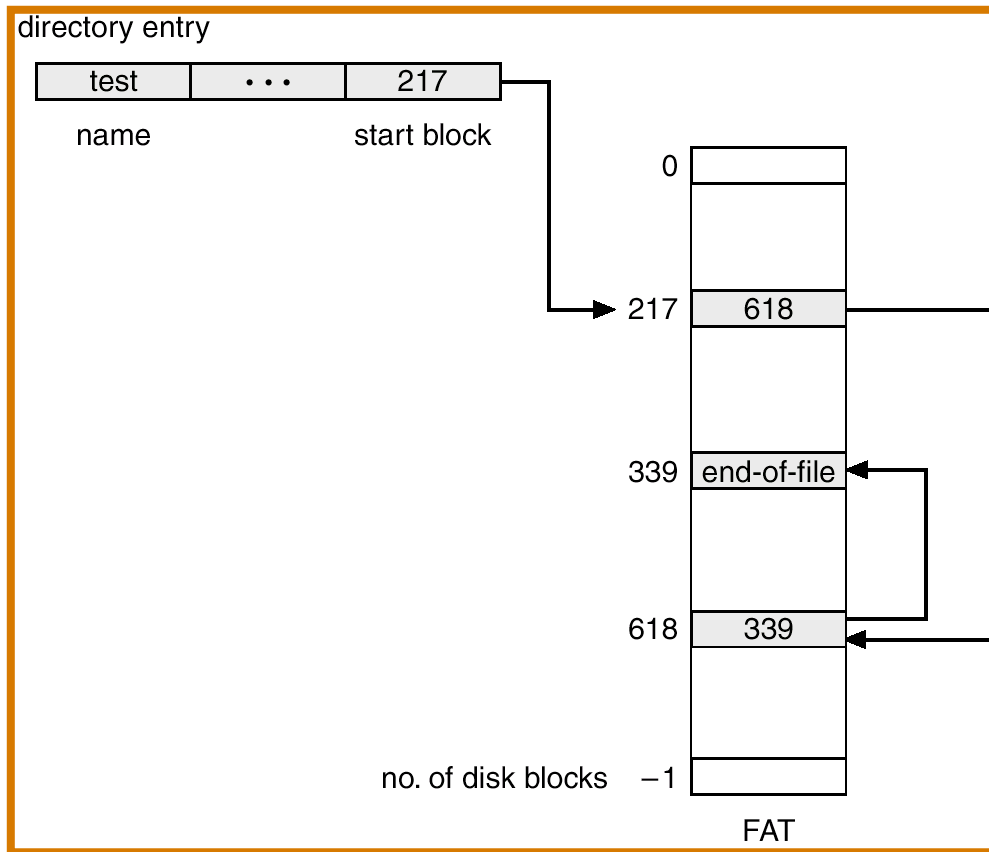 directory entry
test ··· 217
name start block
0
217 618
339 end-of-file
618 339
no. of disk blocks −1
FAT